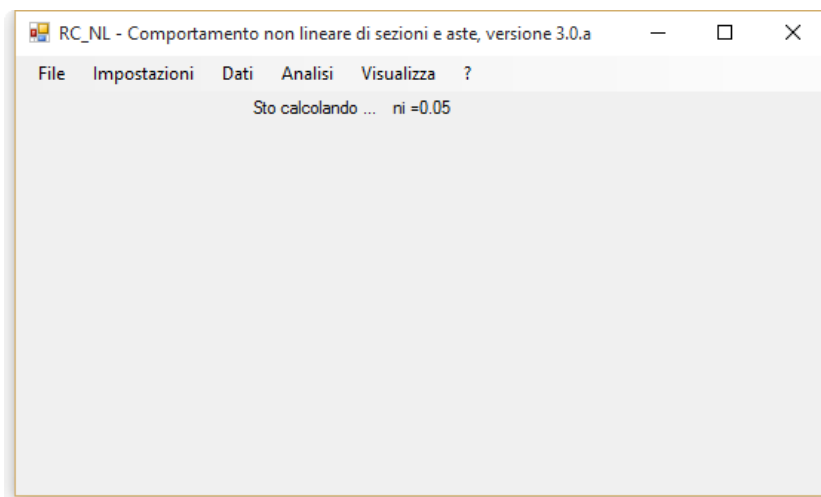 RC_NL - Comportamento non lineare di sezioni e aste, versione 3.0.a
File Impostazioni Dati Analisi Visualizza ?
Sto calcolando ... ni =0.05